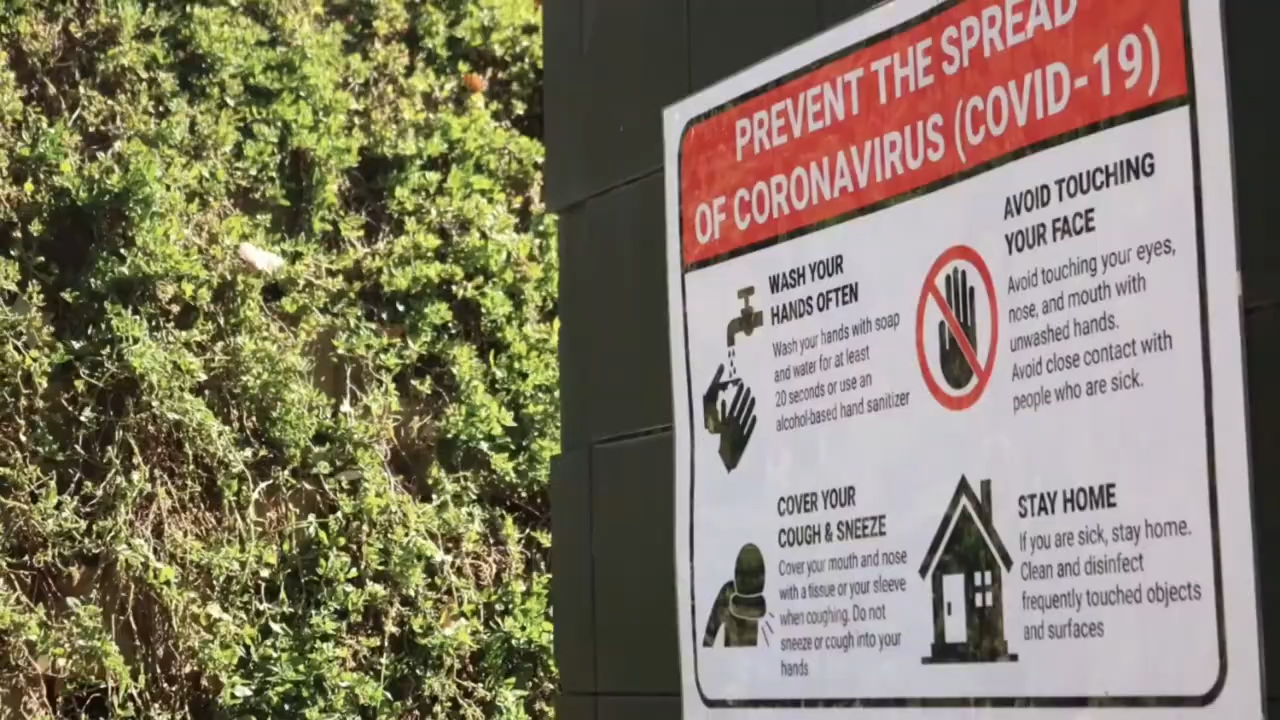 PREVENT THE SPREAD
OF CORONAVIRUS (COVID-19)
WASH YOUR
HANDS OFTEN
Wash your hands with soap
and water for at least
20 seconds or use an
alcohol-based hand sanitizer
AVOID TOUCHING
YOUR FACE
Avoid touching your eyes,
nose, and mouth with
unwashed hands.
Avoid close contact with
people who are sick.
COVER YOUR
COUGH & SNEEZE
Cover your mouth and nose
with a tissue or your sleeve
when coughing. Do not
sneeze or cough into your
hands
STAY HOME
If you are sick, stay home.
Clean and disinfect
frequently touched objects
and surfaces